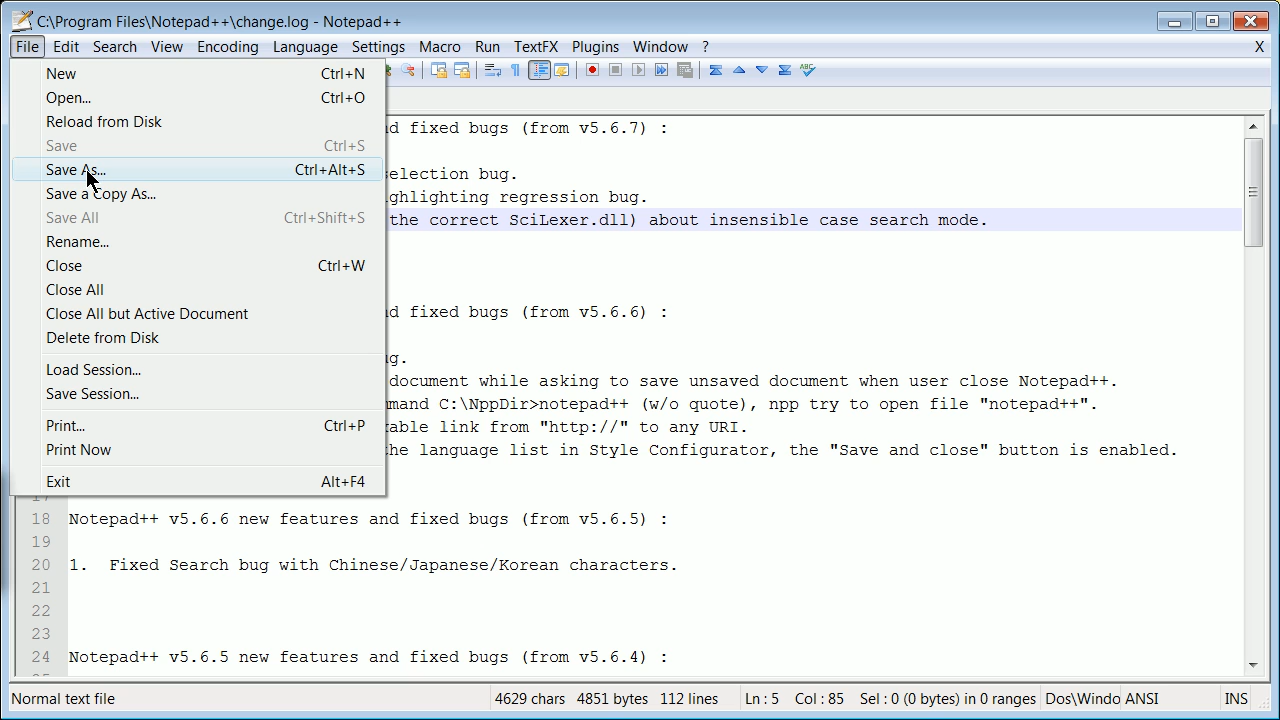 C:\Program Files\Notepad++\change.log - Notepad++
File Edit Search View Encoding Language Settings Macro Run TextFX Plugins Window ? X
New Ctrl+N
Open... Ctrl+O
Reload from Disk
Save Ctrl+S
Save As... Ctrl+Alt+S
Save a Copy As...
Save All Ctrl+Shift+S
Rename...
Close Ctrl+W
Close All
Close All but Active Document
Delete from Disk
Load Session...
Save Session...
Print... Ctrl+P
Print Now
Exit Alt+F4
d fixed bugs (from v5.6.7) :
election bug.
ghlighting regression bug.
the correct SciLexer.dll) about insensible case search mode.
d fixed bugs (from v5.6.6) :
ug.
document while asking to save unsaved document when user close Notepad++.
mmand C:\NppDir>notepad++ (w/o quote), npp try to open file "notepad++".
kable link from "http://" to any URI.
the language list in Style Configurator, the "Save and close" button is enabled.
17
18 Notepad++ v5.6.6 new features and fixed bugs (from v5.6.5) :
19
20 1. Fixed Search bug with Chinese/Japanese/Korean characters.
21
22
23
24 Notepad++ v5.6.5 new features and fixed bugs (from v5.6.4) :
Normal text file 4629 chars 4851 bytes 112 lines Ln : 5 Col : 85 Sel : 0 (0 bytes) in 0 ranges Dos\Windo ANSI INS